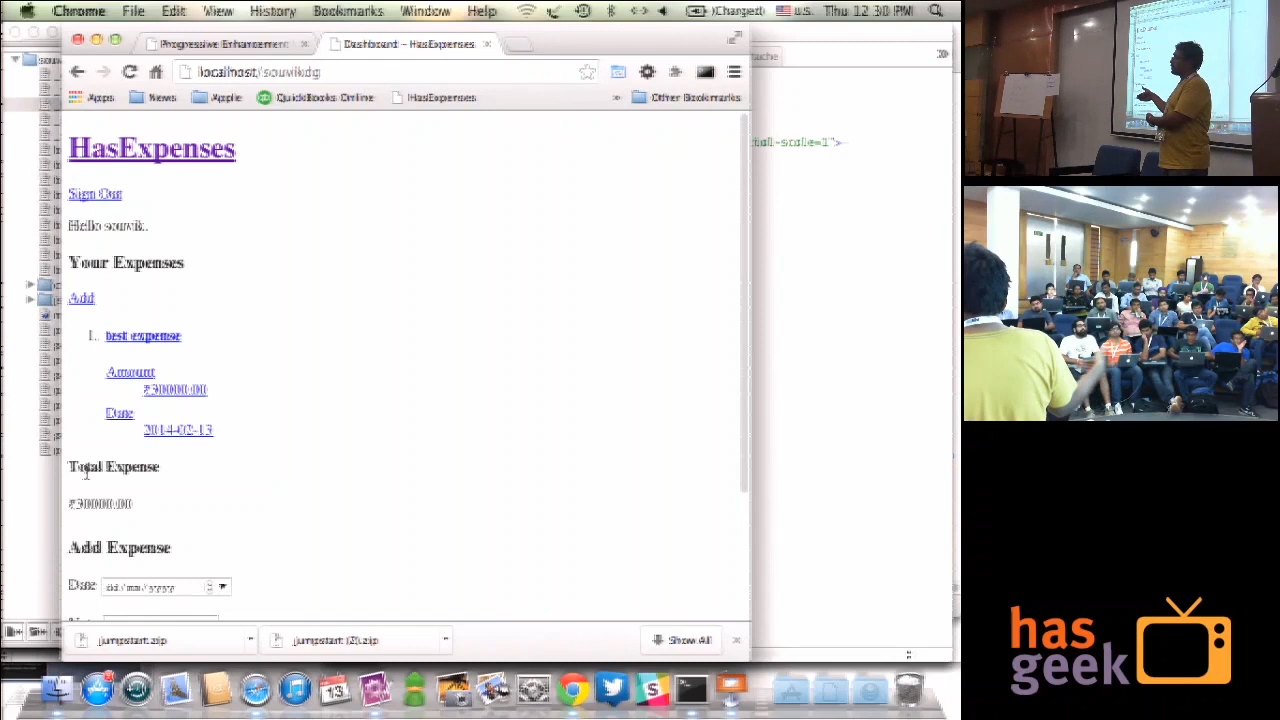 Chrome File Edit View History Bookmarks Window Help (Charged) U.S. Thu 12:30 PM
Progressive Enhancement
Dashboard – HasExpenses
localhost/souvikdg
Apps News Apple QuickBooks Online HasExpenses » Other Bookmarks
HasExpenses
Sign Out
Hello souvik.
Your Expenses
Add
1. test expense
Amount
₹30000.00
Date
2014-02-13
Total Expense
₹30000.00
Add Expense
Date dd/mm/yyyy
jumpstart.zip
jumpstart (2).zip
Show All
13
has
geek